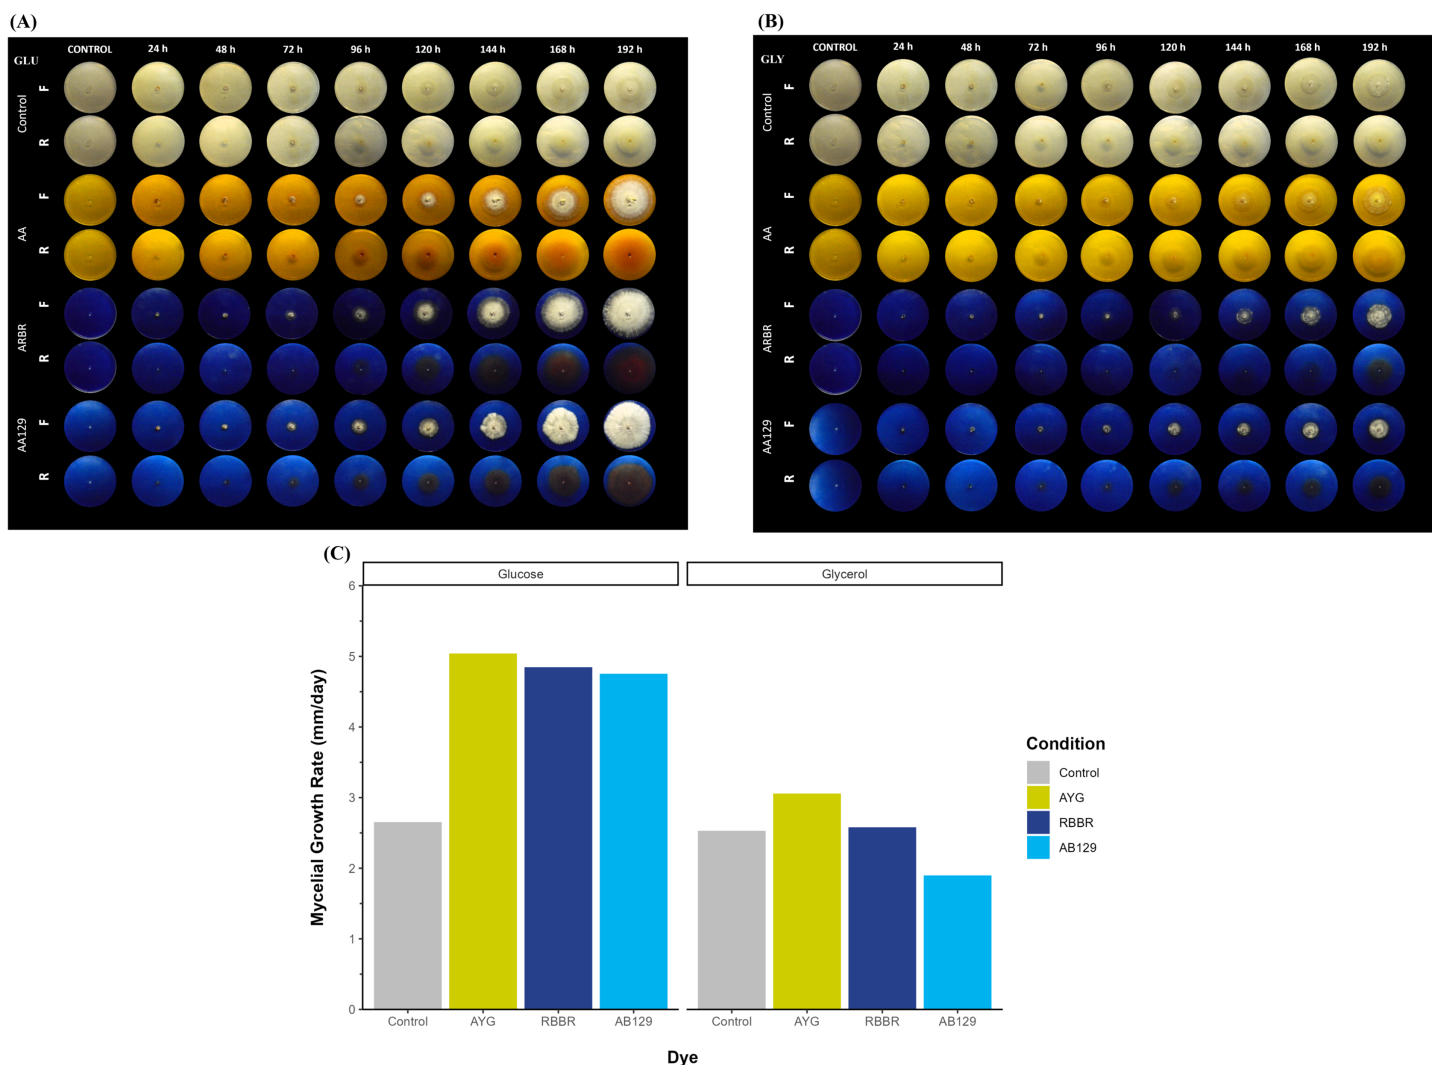 (A)
CONTROL 24 h 48 h 72 h 96 h 120 h 144 h 168 h 192 h
GLU
Control
F
R
AA
F
R
ARBR
F
R
AA129
F
R
(B)
CONTROL 24 h 48 h 72 h 96 h 120 h 144 h 168 h 192 h
GLY
Control
F
R
AA
F
R
ARBR
F
R
AA129
F
R
(C)
Glucose Glycerol
Mycelial Growth Rate (mm/day)
6
5
4
3
2
1
0
Control AYG RBBR AB129 Control AYG RBBR AB129
Dye
Condition
Control
AYG
RBBR
AB129